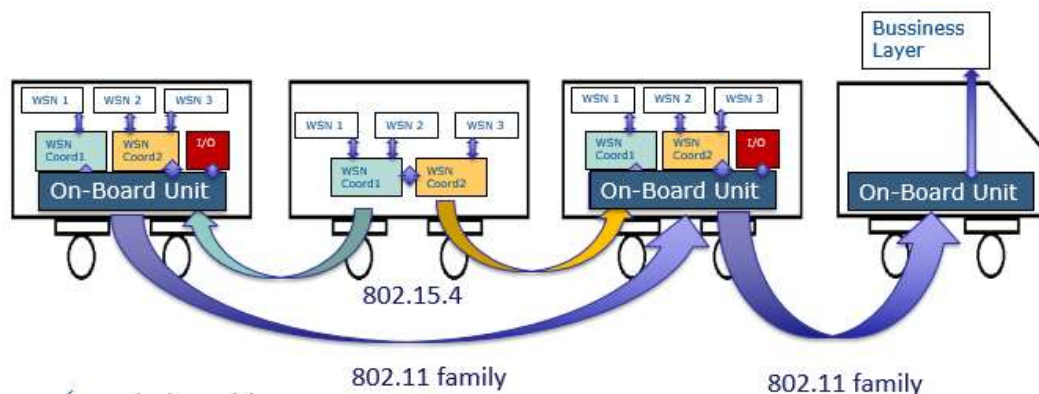 Bussiness
Layer
WSN 1
WSN 2
WSN 3
WSN
Coord1
WSN
Coord2
I/O
On-Board Unit
WSN 1
WSN 2
WSN 3
WSN
Coord1
WSN
Coord2
WSN 1
WSN 2
WSN 3
WSN
Coord1
WSN
Coord2
I/O
On-Board Unit
On-Board Unit
802.15.4
802.11 family
802.11 family